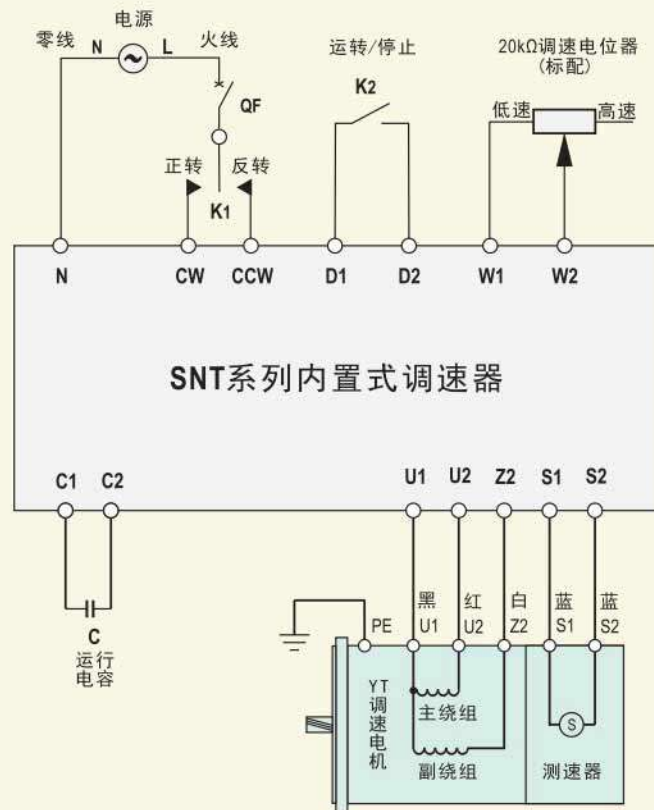 电源
零线 N L 火线
QF
正转 反转
K1
运转/停止
K2
20kΩ调速电位器
(标配)
低速 高速
N CW CCW D1 D2 W1 W2
SNT系列内置式调速器
C1 C2 U1 U2 Z2 S1 S2
C
运行
电容
黑 红 白 蓝 蓝
PE U1 U2 Z2 S1 S2
YT调速电机
主绕组
副绕组
S
测速器